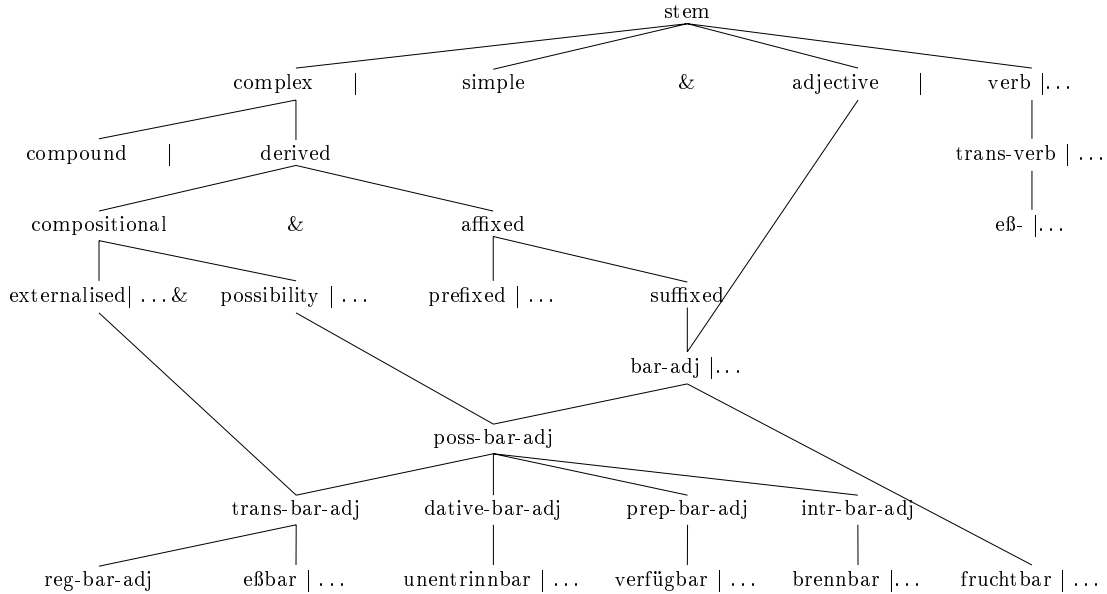 stem
complex | simple & adjective | verb |...
compound | derived trans-verb | ...
compositional & affixed eß- |...
externalised| ...& possibility | ... prefixed | ... suffixed
bar-adj |...
poss-bar-adj
trans-bar-adj dative-bar-adj prep-bar-adj intr-bar-adj
reg-bar-adj eßbar | ... unentrinnbar | ... verfügbar | ... brennbar |... fruchtbar | ...